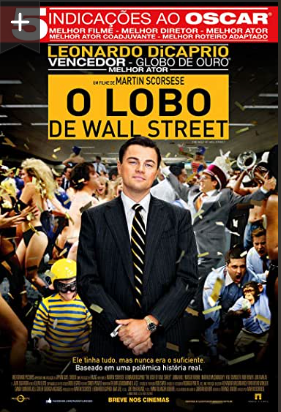 5 INDICAÇÕES AO OSCAR®
MELHOR FILME - MELHOR DIRETOR - MELHOR ATOR
MELHOR ATOR COADJUVANTE - MELHOR ROTEIRO ADAPTADO
LEONARDO DiCAPRIO
VENCEDOR - GLOBO DE OURO®
MELHOR ATOR
UM FILME DE MARTIN SCORSESE
O LOBO
DE WALL STREET
Ele tinha tudo, mas nunca era o suficiente.
Baseado em uma polêmica história real.
BREVE NOS CINEMAS